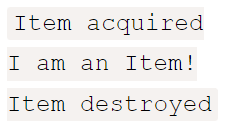 Item acquired
I am an Item!
Item destroyed